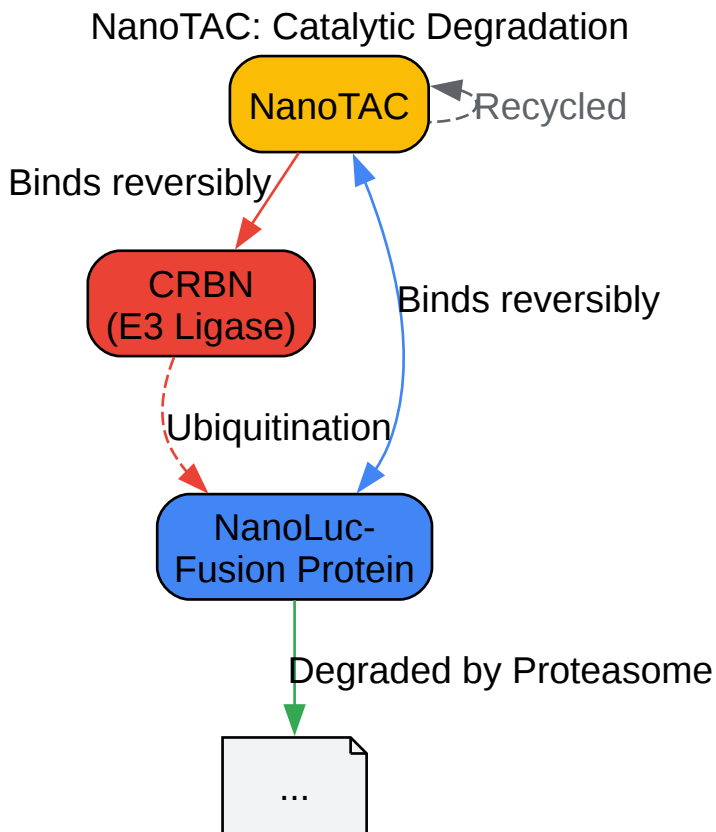 NanoTAC: Catalytic Degradation
NanoTAC
Recycled
Binds reversibly
CRBN
(E3 Ligase)
Binds reversibly
Ubiquitination
NanoLuc-
Fusion Protein
Degraded by Proteasome
...